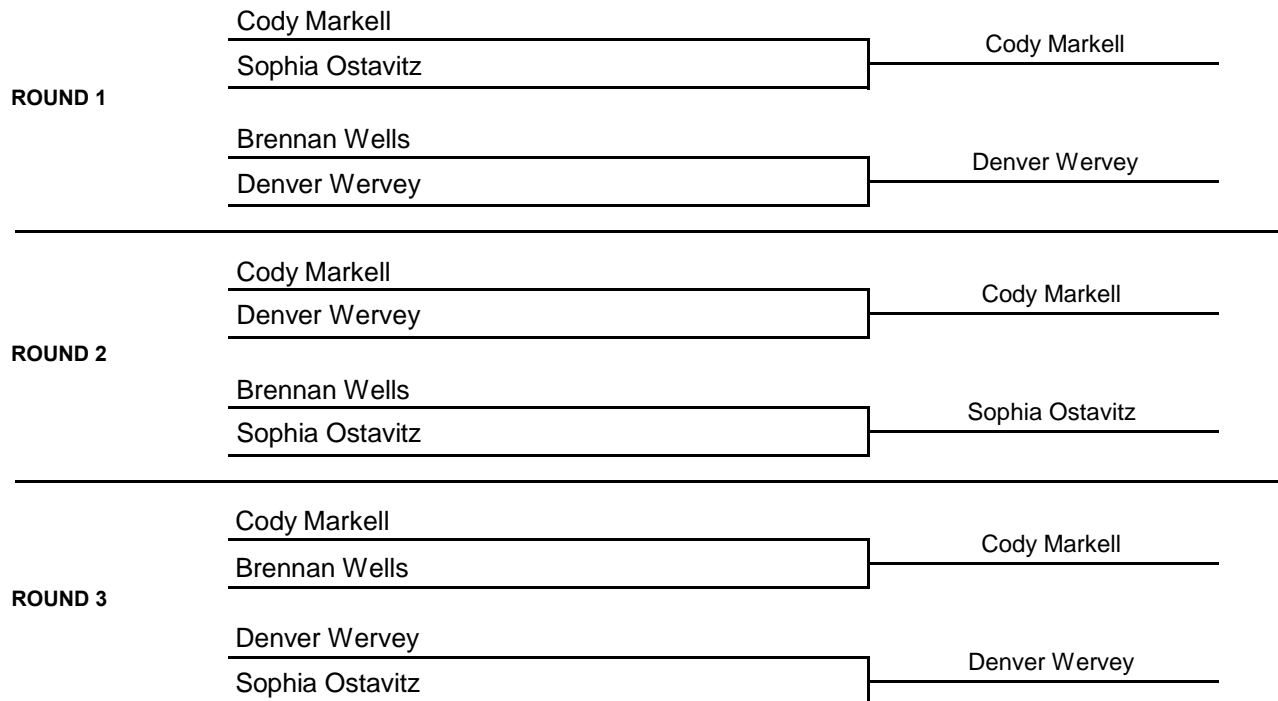 Cody Markell
Cody Markell
Sophia Ostavitz
ROUND 1
Brennan Wells
Denver Wervey
Denver Wervey
Cody Markell
Cody Markell
Denver Wervey
ROUND 2
Brennan Wells
Sophia Ostavitz
Sophia Ostavitz
Cody Markell
Cody Markell
Brennan Wells
ROUND 3
Denver Wervey
Denver Wervey
Sophia Ostavitz